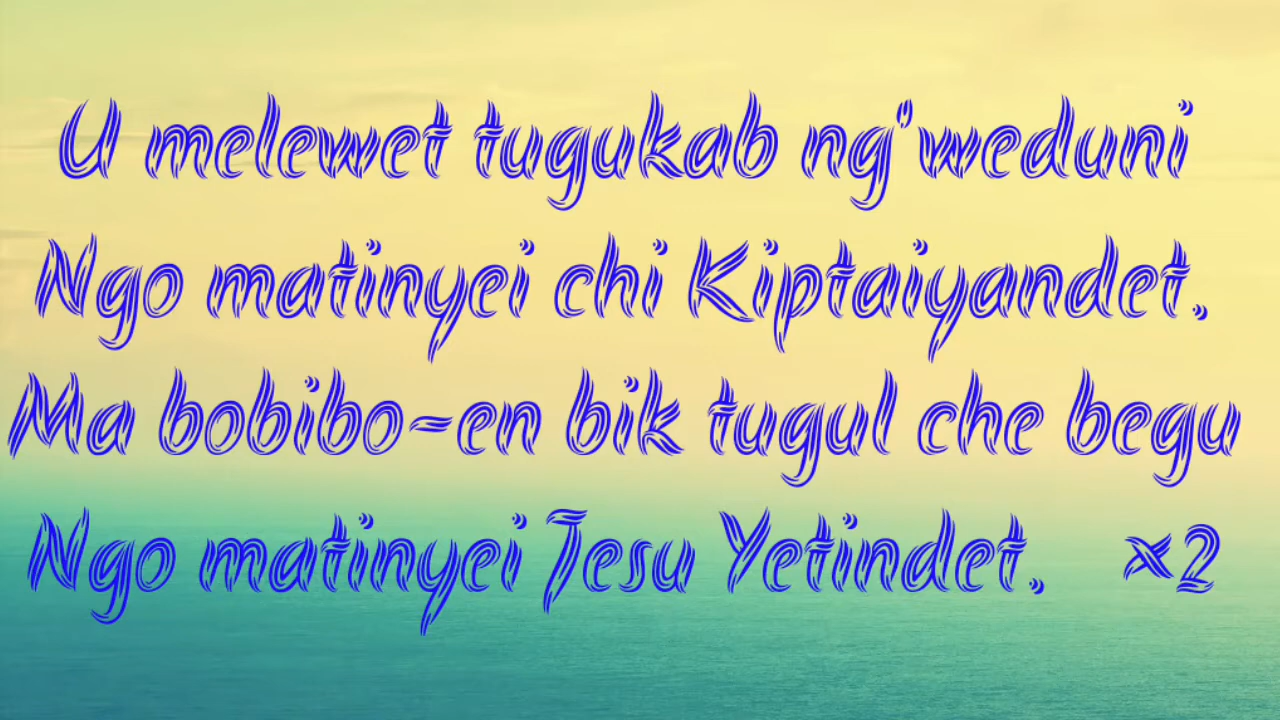 U melewet tugukab ng'weduni
Ngo matinyei chi Kiptaiyandet.
Ma bobibo-en bik tugul che begu
Ngo matinyei Jesu Yetindet. x2